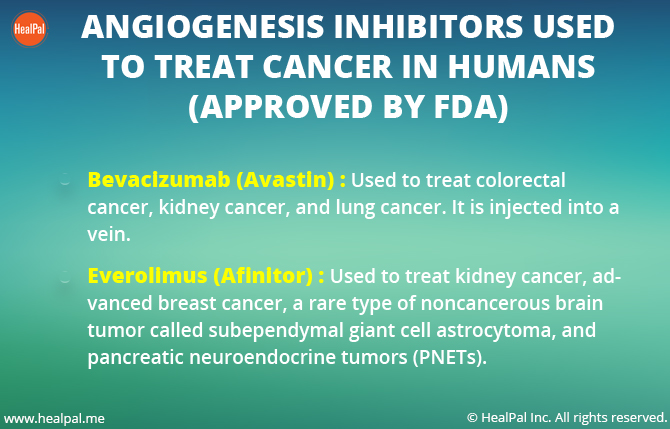 HealPal
ANGIOGENESIS INHIBITORS USED
TO TREAT CANCER IN HUMANS
(APPROVED BY FDA)
Bevacizumab (Avastin) : Used to treat colorectal
cancer, kidney cancer, and lung cancer. It is injected into a
vein.
Everolimus (Afinitor) : Used to treat kidney cancer, ad-
vanced breast cancer, a rare type of noncancerous brain
tumor called subependymal giant cell astrocytoma, and
pancreatic neuroendocrine tumors (PNETs).
www.healpal.me
© HealPal Inc. All rights reserved.